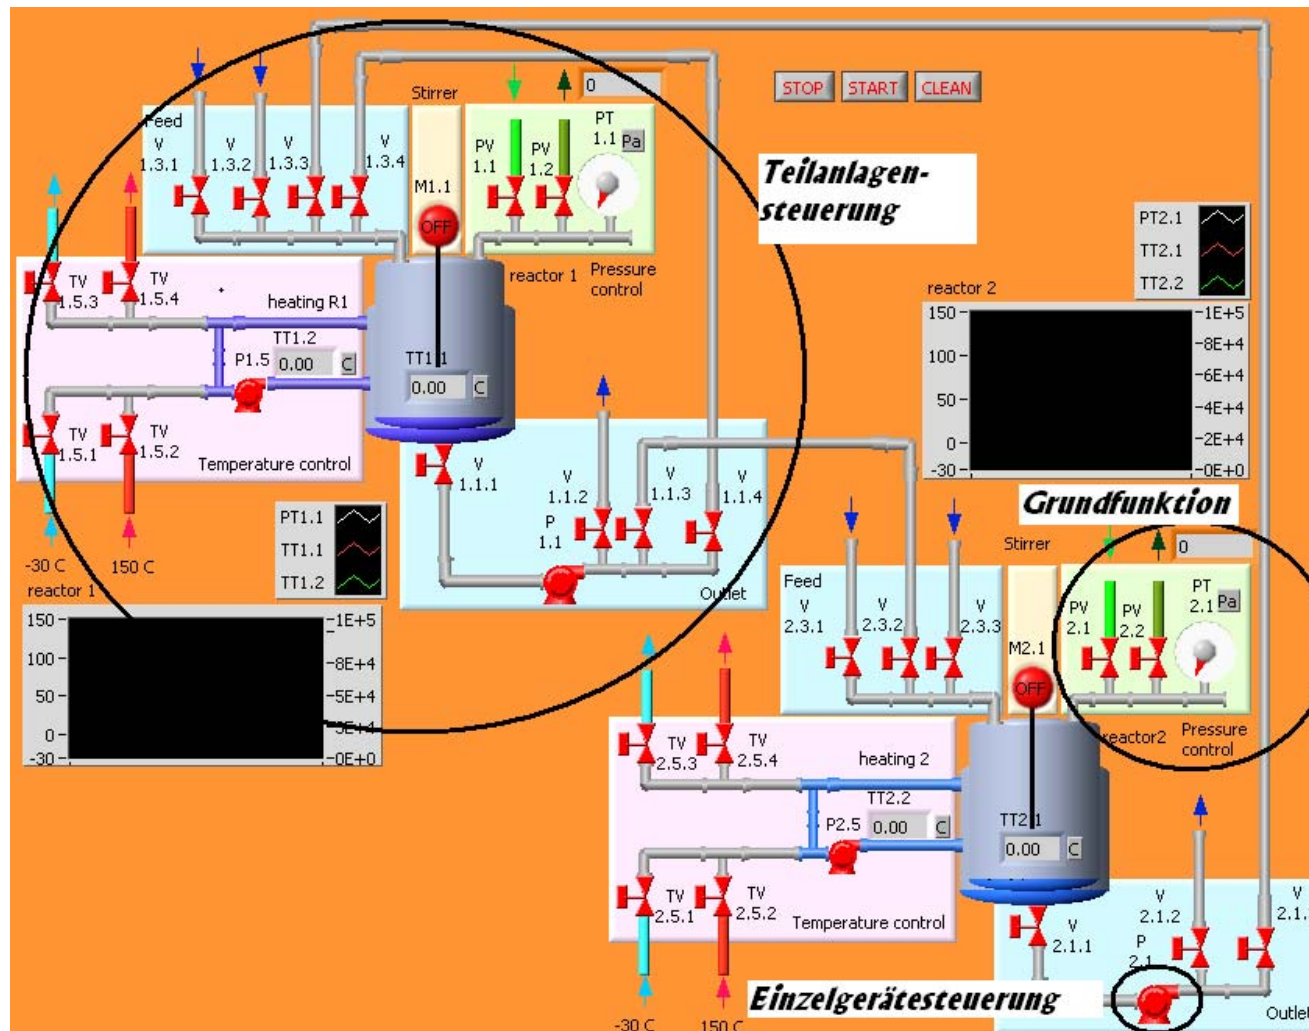 STOP START CLEAN
Teilanlagen-
steuerung
Feed
V
1.3.1
V
1.3.2
V
1.3.3
V
1.3.4
Stirrer
M1.1
OFF
0
PV
1.1
PV
1.2
PT
1.1 Pa
reactor 1
Pressure
control
TV
1.5.3
TV
1.5.4
heating R1
TT1.2
P1.5 0.00 C
TT1.1
0.00 C
TV
1.5.1
TV
1.5.2
Temperature control
-30 C 150 C
V
1.1.1
V
1.1.2
P
1.1
V
1.1.3
V
1.1.4
Outlet
PT1.1
TT1.1
TT1.2
reactor 1
150
100
50
0
-30
-1E+5
-8E+4
-5E+4
-0E+0
PT2.1
TT2.1
TT2.2
reactor 2
150
100
50
0
-30
-1E+5
-8E+4
-6E+4
-4E+4
-2E+4
-0E+0
Grundfunktion
Feed
V
2.3.1
V
2.3.2
V
2.3.3
Stirrer
M2.1
OFF
0
PV
2.1
PV
2.2
PT
2.1 Pa
reactor2
Pressure
control
TV
2.5.3
TV
2.5.4
heating 2
TT2.2
P2.5 0.00 C
TT2.1
0.00 C
TV
2.5.1
TV
2.5.2
Temperature control
-30 C 150 C
V
2.1.1
V
2.1.2
P
2.1
V
Outlet
Einzelgerätesteuerung